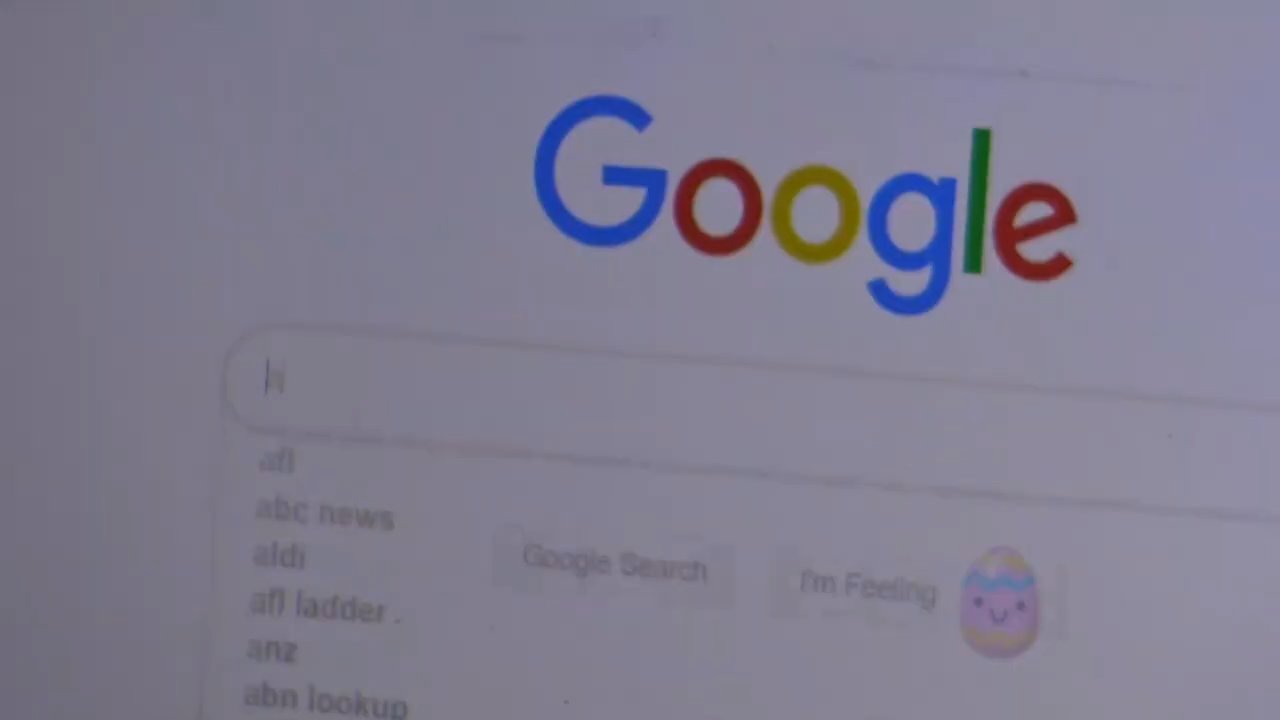 Google
afl
abc news
aldi
afl ladder
anz
abn lookup
Google Search
I'm Feeling